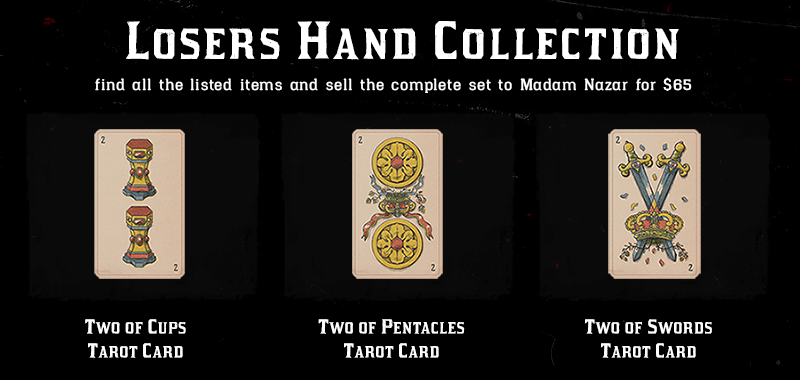 Losers Hand Collection
find all the listed items and sell the complete set to Madam Nazar for $65
2
2
2
2
2
2
Two of Cups
Tarot Card
Two of Pentacles
Tarot Card
Two of Swords
Tarot Card